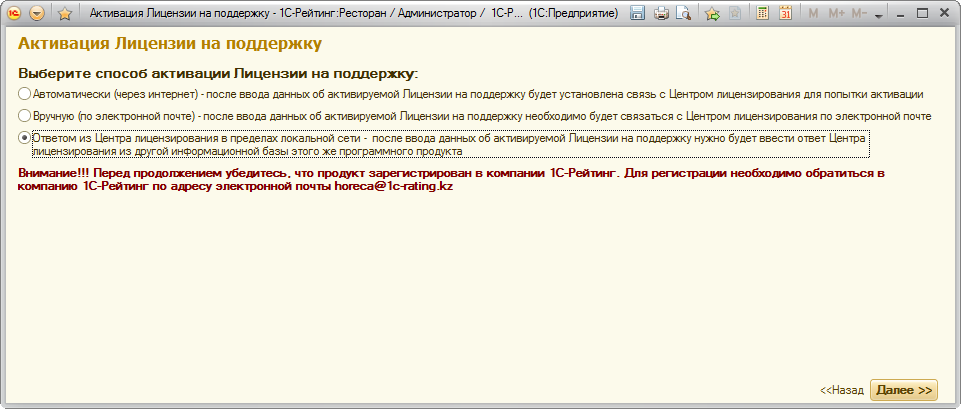 Активация Лицензии на поддержку - 1С-Рейтинг:Ресторан / Администратор / 1С-Р... (1С:Предприятие)
M M+ M-
Активация Лицензии на поддержку
Выберите способ активации Лицензии на поддержку:
Автоматически (через интернет) - после ввода данных об активируемой Лицензии на поддержку будет установлена связь с Центром лицензирования для попытки активации
Вручную (по электронной почте) - после ввода данных об активируемой Лицензии на поддержку необходимо будет связаться с Центром лицензирования по электронной почте
Ответом из Центра лицензирования в пределах локальной сети - после ввода данных об активируемой Лицензии на поддержку нужно будет ввести ответ Центра
лицензирования из другой информационной базы этого же программного продукта
Внимание!!! Перед продолжением убедитесь, что продукт зарегистрирован в компании 1С-Рейтинг. Для регистрации необходимо обратиться в
компанию 1С-Рейтинг по адресу электронной почты horeca@1c-rating.kz
<<Назад Далее >>